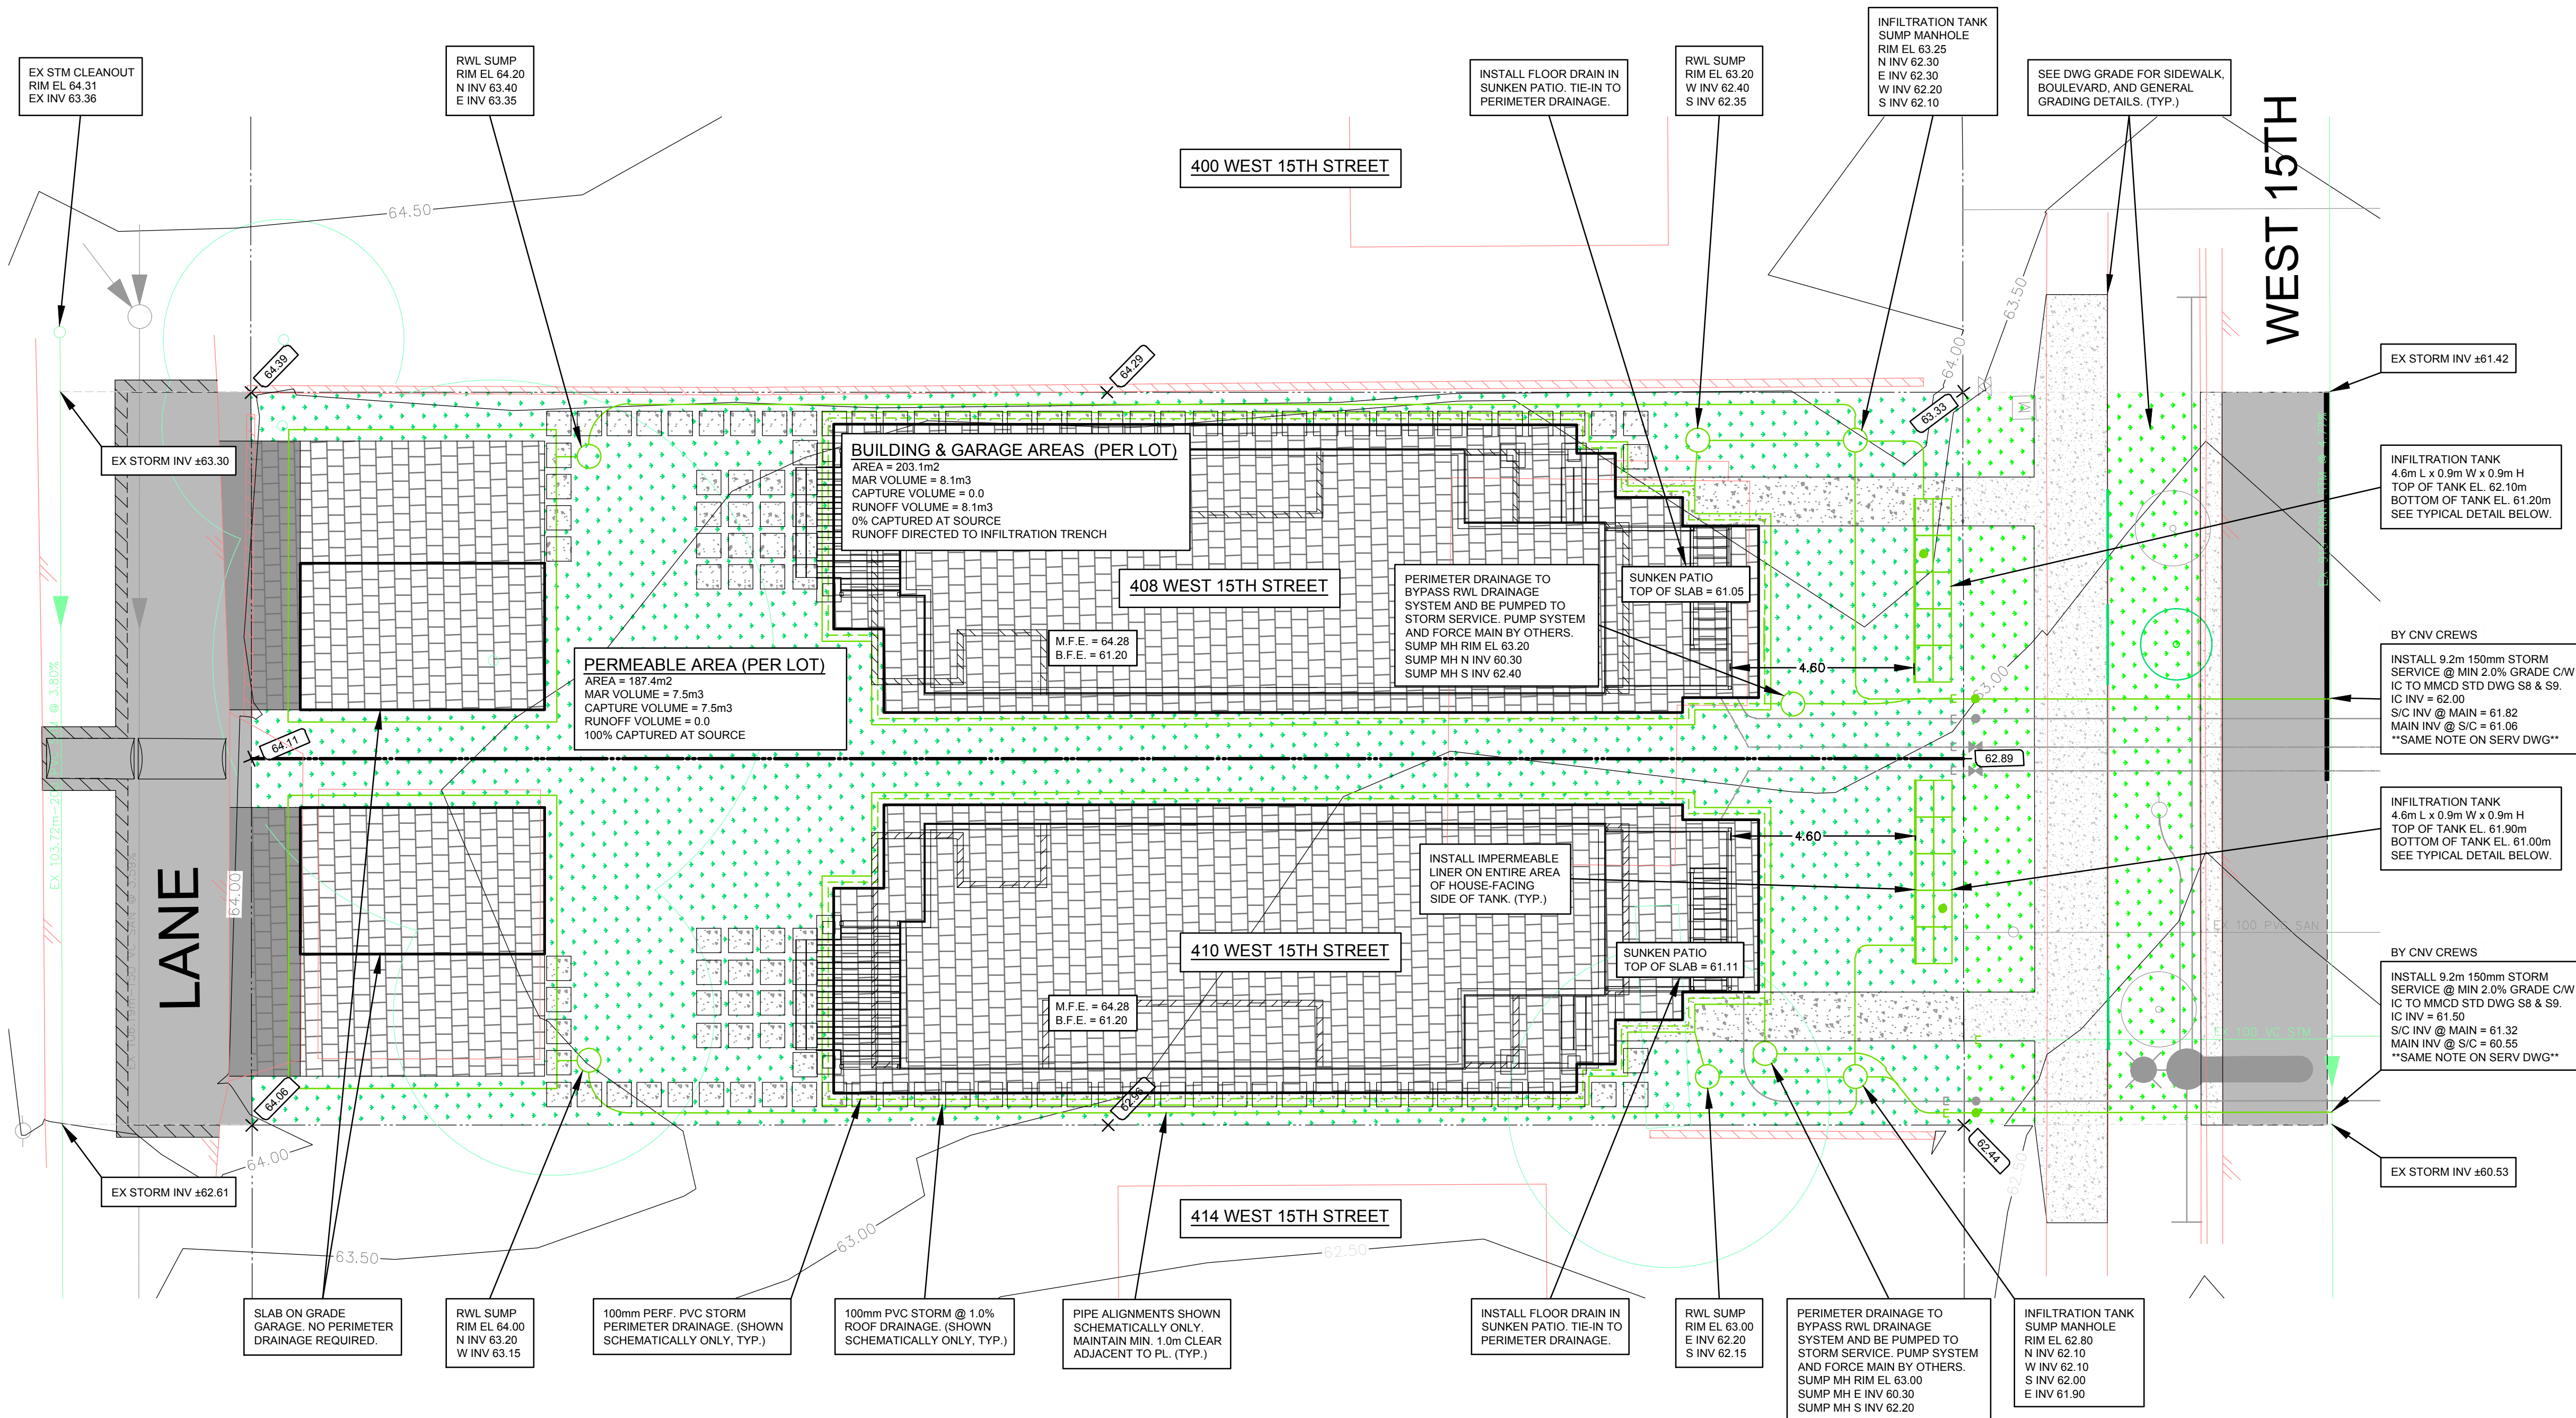 EX STM CLEANOUT
RIM EL 64.31
EX INV 63.36
RWL SUMP
RIM EL 64.20
N INV 63.40
E INV 63.35
INSTALL FLOOR DRAIN IN
SUNKEN PATIO. TIE-IN TO
PERIMETER DRAINAGE.
RWL SUMP
RIM EL 63.20
W INV 62.40
S INV 62.35
INFILTRATION TANK
SUMP MANHOLE
RIM EL 63.25
N INV 62.30
E INV 62.30
W INV 62.20
S INV 62.10
SEE DWG GRADE FOR SIDEWALK,
BOULEVARD, AND GENERAL
GRADING DETAILS. (TYP.)
WEST 15TH
400 WEST 15TH STREET
64.50
63.50
64.00
64.39
64.29
63.33
M
EX STORM INV ±61.42
EX STORM INV ±63.30
BUILDING & GARAGE AREAS (PER LOT)
AREA = 203.1m2
MAR VOLUME = 8.1m3
CAPTURE VOLUME = 0.0
RUNOFF VOLUME = 8.1m3
0% CAPTURED AT SOURCE
RUNOFF DIRECTED TO INFILTRATION TRENCH
INFILTRATION TANK
4.6m L x 0.9m W x 0.9m H
TOP OF TANK EL. 62.10m
BOTTOM OF TANK EL. 61.20m
SEE TYPICAL DETAIL BELOW.
408 WEST 15TH STREET
PERIMETER DRAINAGE TO
BYPASS RWL DRAINAGE
SYSTEM AND BE PUMPED TO
STORM SERVICE. PUMP SYSTEM
AND FORCE MAIN BY OTHERS.
SUMP MH RIM EL 63.20
SUMP MH N INV 60.30
SUMP MH S INV 62.40
SUNKEN PATIO
TOP OF SLAB = 61.05
M.F.E. = 64.28
B.F.E. = 61.20
PERMEABLE AREA (PER LOT)
AREA = 187.4m2
MAR VOLUME = 7.5m3
CAPTURE VOLUME = 7.5m3
RUNOFF VOLUME = 0.0
100% CAPTURED AT SOURCE
4.60
63.00
BY CNV CREWS
INSTALL 9.2m 150mm STORM
SERVICE @ MIN 2.0% GRADE C/W
IC TO MMCD STD DWG S8 & S9.
IC INV = 62.00
S/C INV @ MAIN = 61.82
MAIN INV @ S/C = 61.06
**SAME NOTE ON SERV DWG**
64.11
62.89
INFILTRATION TANK
4.6m L x 0.9m W x 0.9m H
TOP OF TANK EL. 61.90m
BOTTOM OF TANK EL. 61.00m
SEE TYPICAL DETAIL BELOW.
4.60
INSTALL IMPERMEABLE
LINER ON ENTIRE AREA
OF HOUSE-FACING
SIDE OF TANK. (TYP.)
LANE
64.00
410 WEST 15TH STREET
SUNKEN PATIO
TOP OF SLAB = 61.11
EX 100 PVC SAN
M.F.E. = 64.28
B.F.E. = 61.20
BY CNV CREWS
INSTALL 9.2m 150mm STORM
SERVICE @ MIN 2.0% GRADE C/W
IC TO MMCD STD DWG S8 & S9.
IC INV = 61.50
S/C INV @ MAIN = 61.32
MAIN INV @ S/C = 60.55
**SAME NOTE ON SERV DWG**
EX 100 VC STM
64.06
62.44
64.00
62.50
EX STORM INV ±62.61
EX STORM INV ±60.53
414 WEST 15TH STREET
63.50
63.00
62.50
SLAB ON GRADE
GARAGE. NO PERIMETER
DRAINAGE REQUIRED.
RWL SUMP
RIM EL 64.00
N INV 63.20
W INV 63.15
100mm PERF. PVC STORM
PERIMETER DRAINAGE. (SHOWN
SCHEMATICALLY ONLY, TYP.)
100mm PVC STORM @ 1.0%
ROOF DRAINAGE. (SHOWN
SCHEMATICALLY ONLY, TYP.)
PIPE ALIGNMENTS SHOWN
SCHEMATICALLY ONLY.
MAINTAIN MIN. 1.0m CLEAR
ADJACENT TO PL. (TYP.)
INSTALL FLOOR DRAIN IN
SUNKEN PATIO. TIE-IN TO
PERIMETER DRAINAGE.
RWL SUMP
RIM EL 63.00
E INV 62.20
S INV 62.15
PERIMETER DRAINAGE TO
BYPASS RWL DRAINAGE
SYSTEM AND BE PUMPED TO
STORM SERVICE. PUMP SYSTEM
AND FORCE MAIN BY OTHERS.
SUMP MH RIM EL 63.00
SUMP MH E INV 60.30
SUMP MH S INV 62.20
INFILTRATION TANK
SUMP MANHOLE
RIM EL 62.80
N INV 62.10
W INV 62.10
S INV 62.00
E INV 61.90